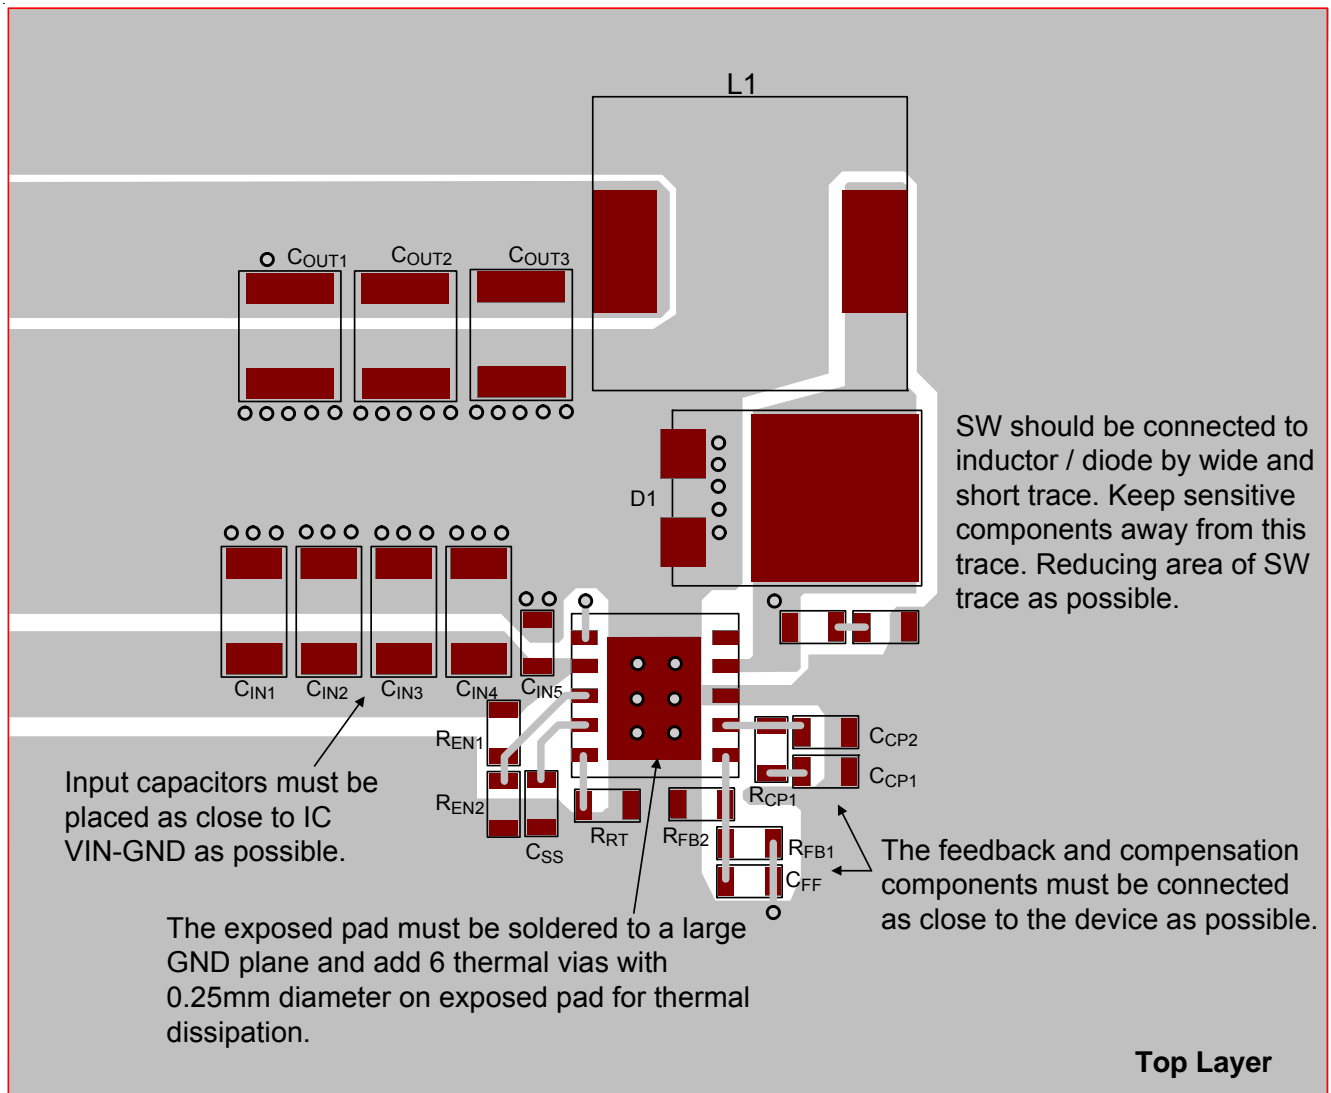 L1
COUT1
COUT2
COUT3
SW should be connected to
inductor / diode by wide and
short trace. Keep sensitive
components away from this
trace. Reducing area of SW
trace as possible.
D1
CIN1
CIN2
CIN3
CIN4
CIN5
REN1
REN2
CSS
RRT
RFB2
RCP1
CCP2
CCP1
RFB1
CFF
Input capacitors must be
placed as close to IC
VIN-GND as possible.
The feedback and compensation
components must be connected
as close to the device as possible.
The exposed pad must be soldered to a large
GND plane and add 6 thermal vias with
0.25mm diameter on exposed pad for thermal
dissipation.
Top Layer